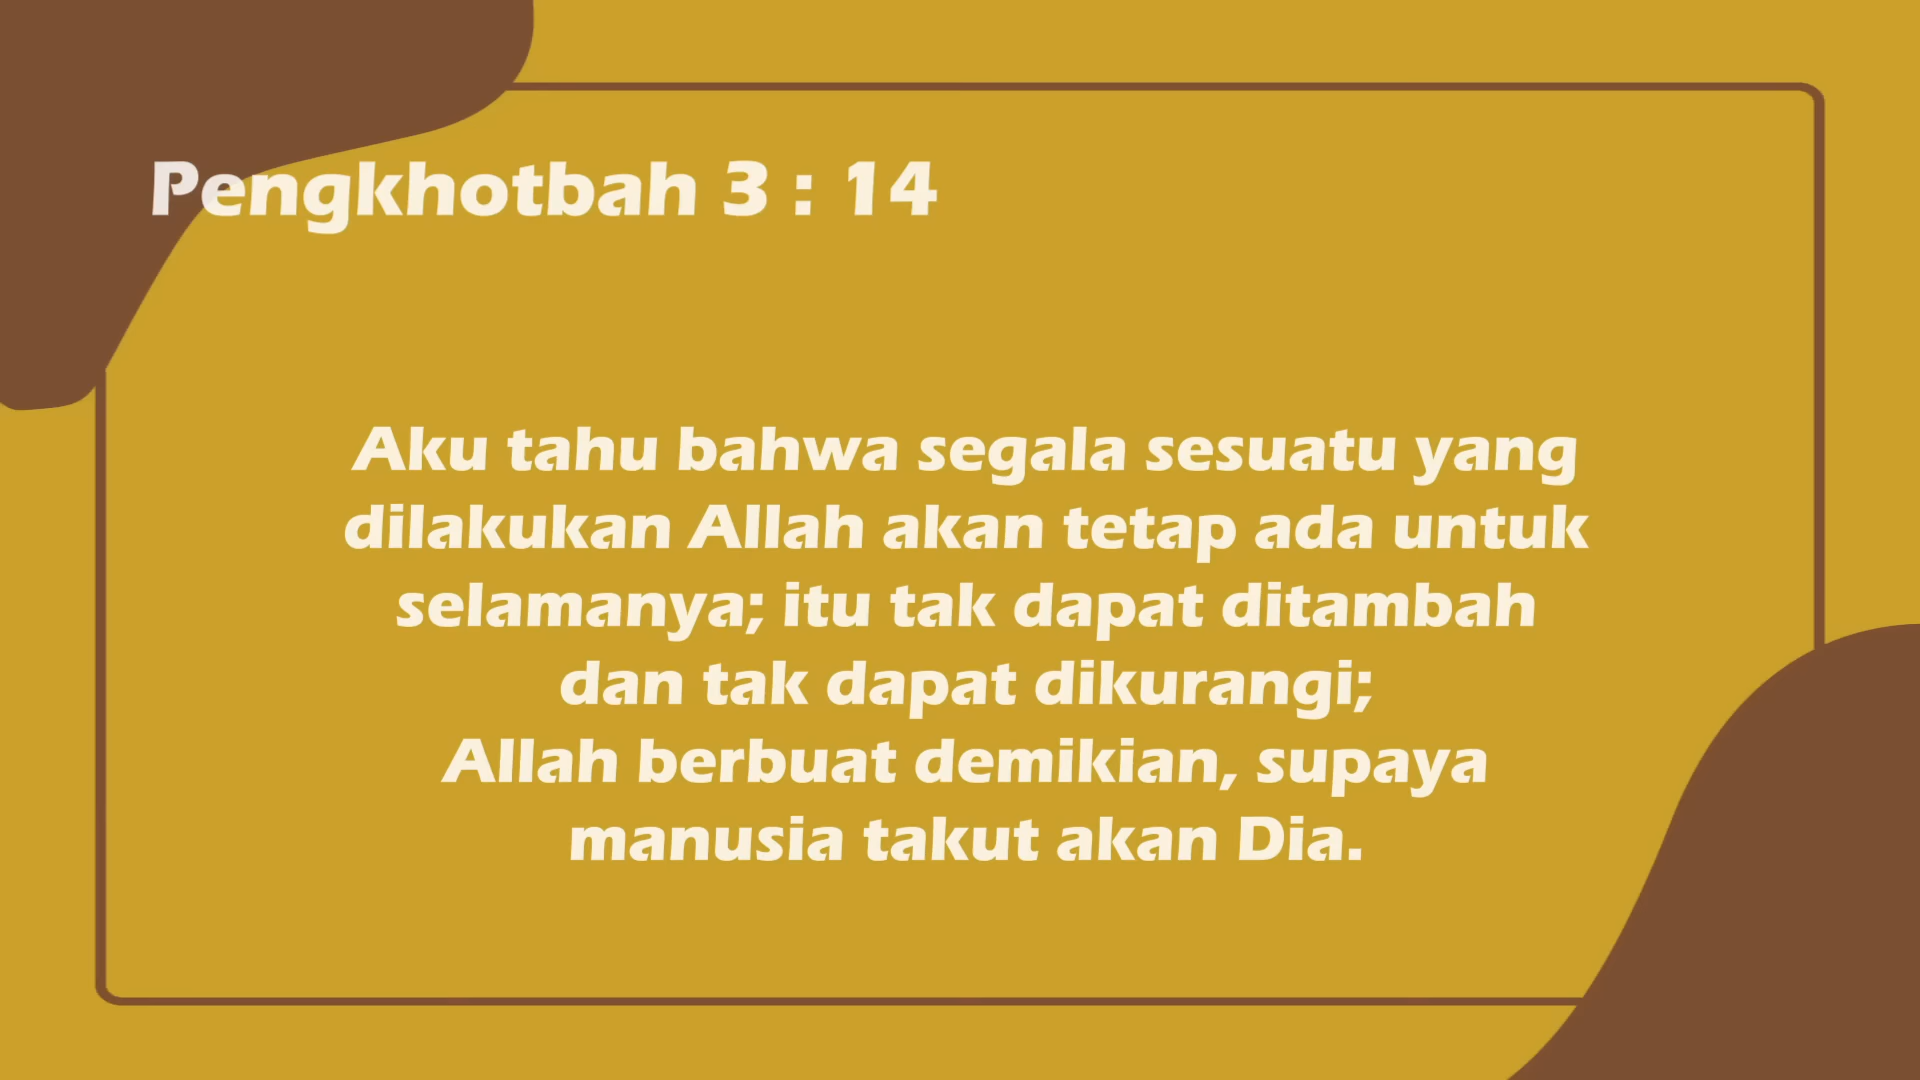 Pengkhotbah 3 : 14
Aku tahu bahwa segala sesuatu yang
dilakukan Allah akan tetap ada untuk
selamanya; itu tak dapat ditambah
dan tak dapat dikurangi;
Allah berbuat demikian, supaya
manusia takut akan Dia.